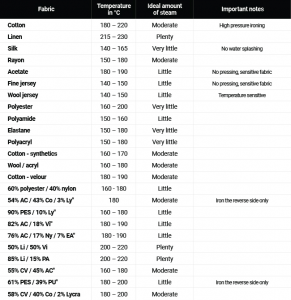 Fabric Temperature in °C Ideal amount of steam Important notes
Cotton 180 – 220 Moderate High pressure ironing
Linen 215 – 230 Plenty
Silk 140 – 165 Very little No water splashing
Rayon 150 – 180 Moderate
Acetate 180 – 190 Little No pressing, sensitive fabric
Fine jersey 140 – 150 Little No pressing, sensitive fabric
Wool jersey 140 – 150 Little Temperature sensitive
Polyester 160 – 200 Very little
Polyamide 150 – 160 Little
Elastane 150 – 180 Very little
Polyacryl 150 – 180 Very little
Cotton - synthetics 160 – 170 Moderate
Wool / acryl 160 – 180 Moderate
Cotton - velour 180 – 190 Moderate
60% polyester / 40% nylon 160 - 180 Little
54% AC / 43% Co / 3% Ly* 180 Moderate Iron the reverse side only
90% PES / 10% Ly* 160 – 180 Little
82% AC / 18% VI* 180 – 190 Little
76% AC / 17% Ny / 7% EA* 180 - 190 Little
50% Li / 50% Vi 200 – 220 Plenty
85% Li / 15% PA 200 – 220 Plenty
55% CV / 45% AC* 160 – 180 Moderate
61% PES / 39% PU* 180 – 200 Little Iron the reverse side only
58% CV / 40% Co / 2% Lycra 180 – 200 Moderate